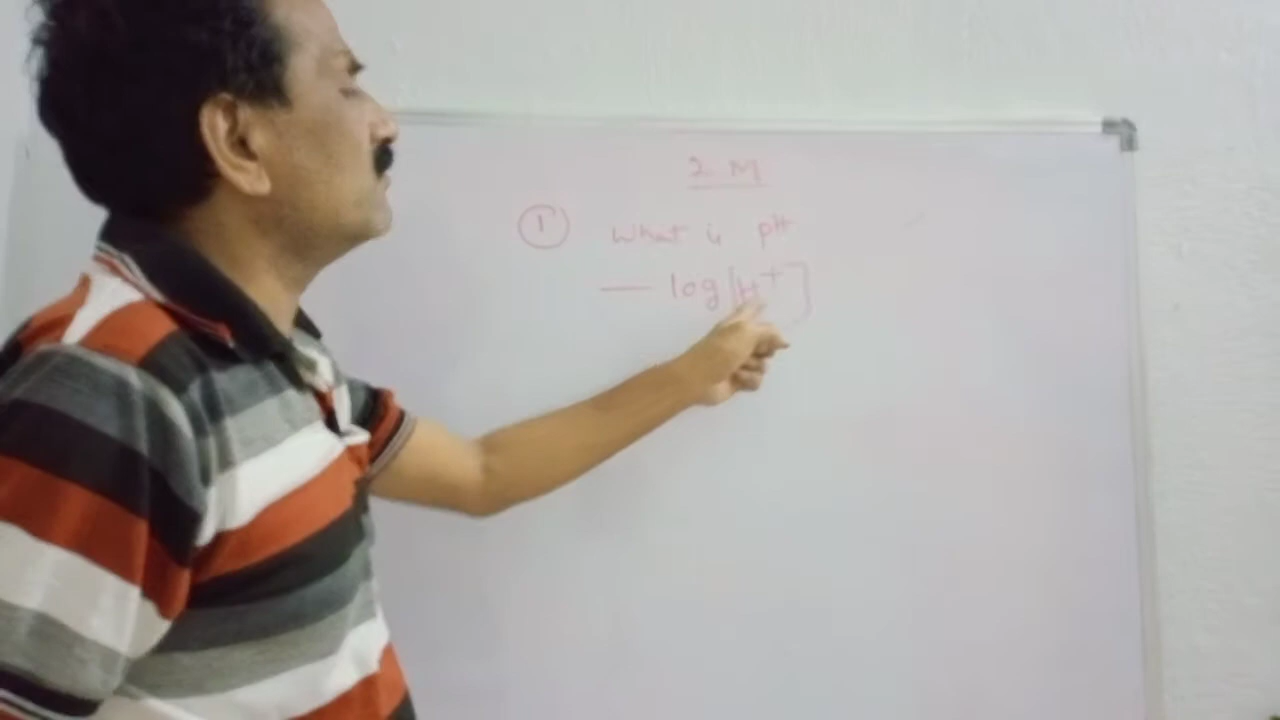 2 M
① What is pH
— log [H+]